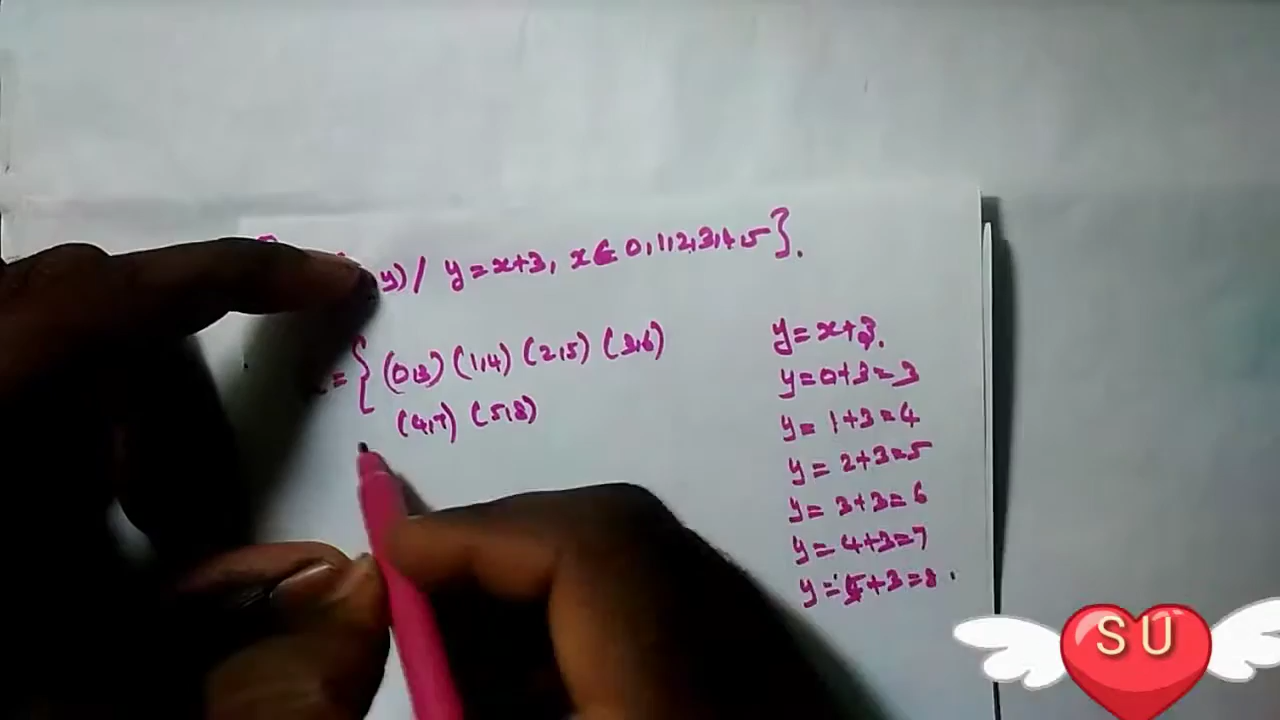 y) / y = x+3, x ∈ 0,1,2,3,4,5 }.
= { (0,3) (1,4) (2,5) (3,6)
(4,7) (5,8)
y = x+3.
y = 0+3 = 3
y = 1+3 = 4
y = 2+3 = 5
y = 3+3 = 6
y = 4+3 = 7
y = 5+3 = 8.
SU